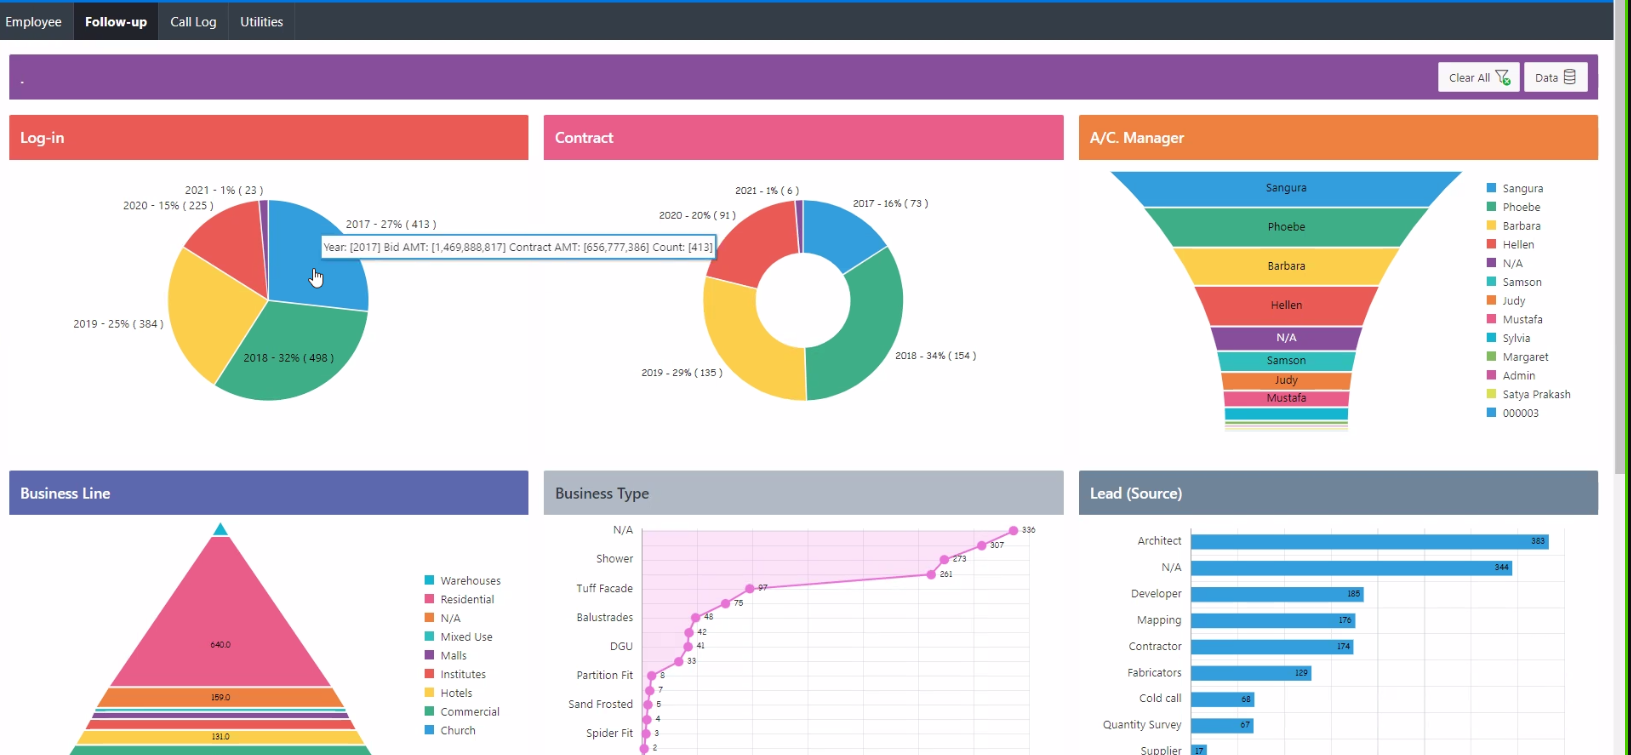 Employee Follow-up Call Log Utilities
.
Clear All Data
Log-in
2021 - 1% ( 23 )
2020 - 15% ( 225 )
2017 - 27% ( 413 )
Year: [2017] Bid AMT: [1,469,888,817] Contract AMT: [656,777,386] Count: [413]
2019 - 25% ( 384 )
2018 - 32% ( 498 )
Contract
2021 - 1% ( 6 )
2017 - 16% ( 73 )
2020 - 20% ( 91 )
2018 - 34% ( 154 )
2019 - 29% ( 135 )
A/C. Manager
Sangura
Phoebe
Barbara
Hellen
N/A
Samson
Judy
Mustafa
Sangura
Phoebe
Barbara
Hellen
N/A
Samson
Judy
Mustafa
Sylvia
Margaret
Admin
Satya Prakash
000003
Business Line
640.0
159.0
131.0
Warehouses
Residential
N/A
Mixed Use
Malls
Institutes
Hotels
Commercial
Church
Business Type
N/A 336
307
Shower 273
261
Tuff Facade 97
75
Balustrades 48
42
DGU 41
33
Partition Fit 8
7
Sand Frosted 5
4
Spider Fit 3
2
Lead (Source)
Architect 383
N/A 344
Developer 185
Mapping 176
Contractor 174
Fabricators 129
Cold call 68
Quantity Survey 67
Supplier 17